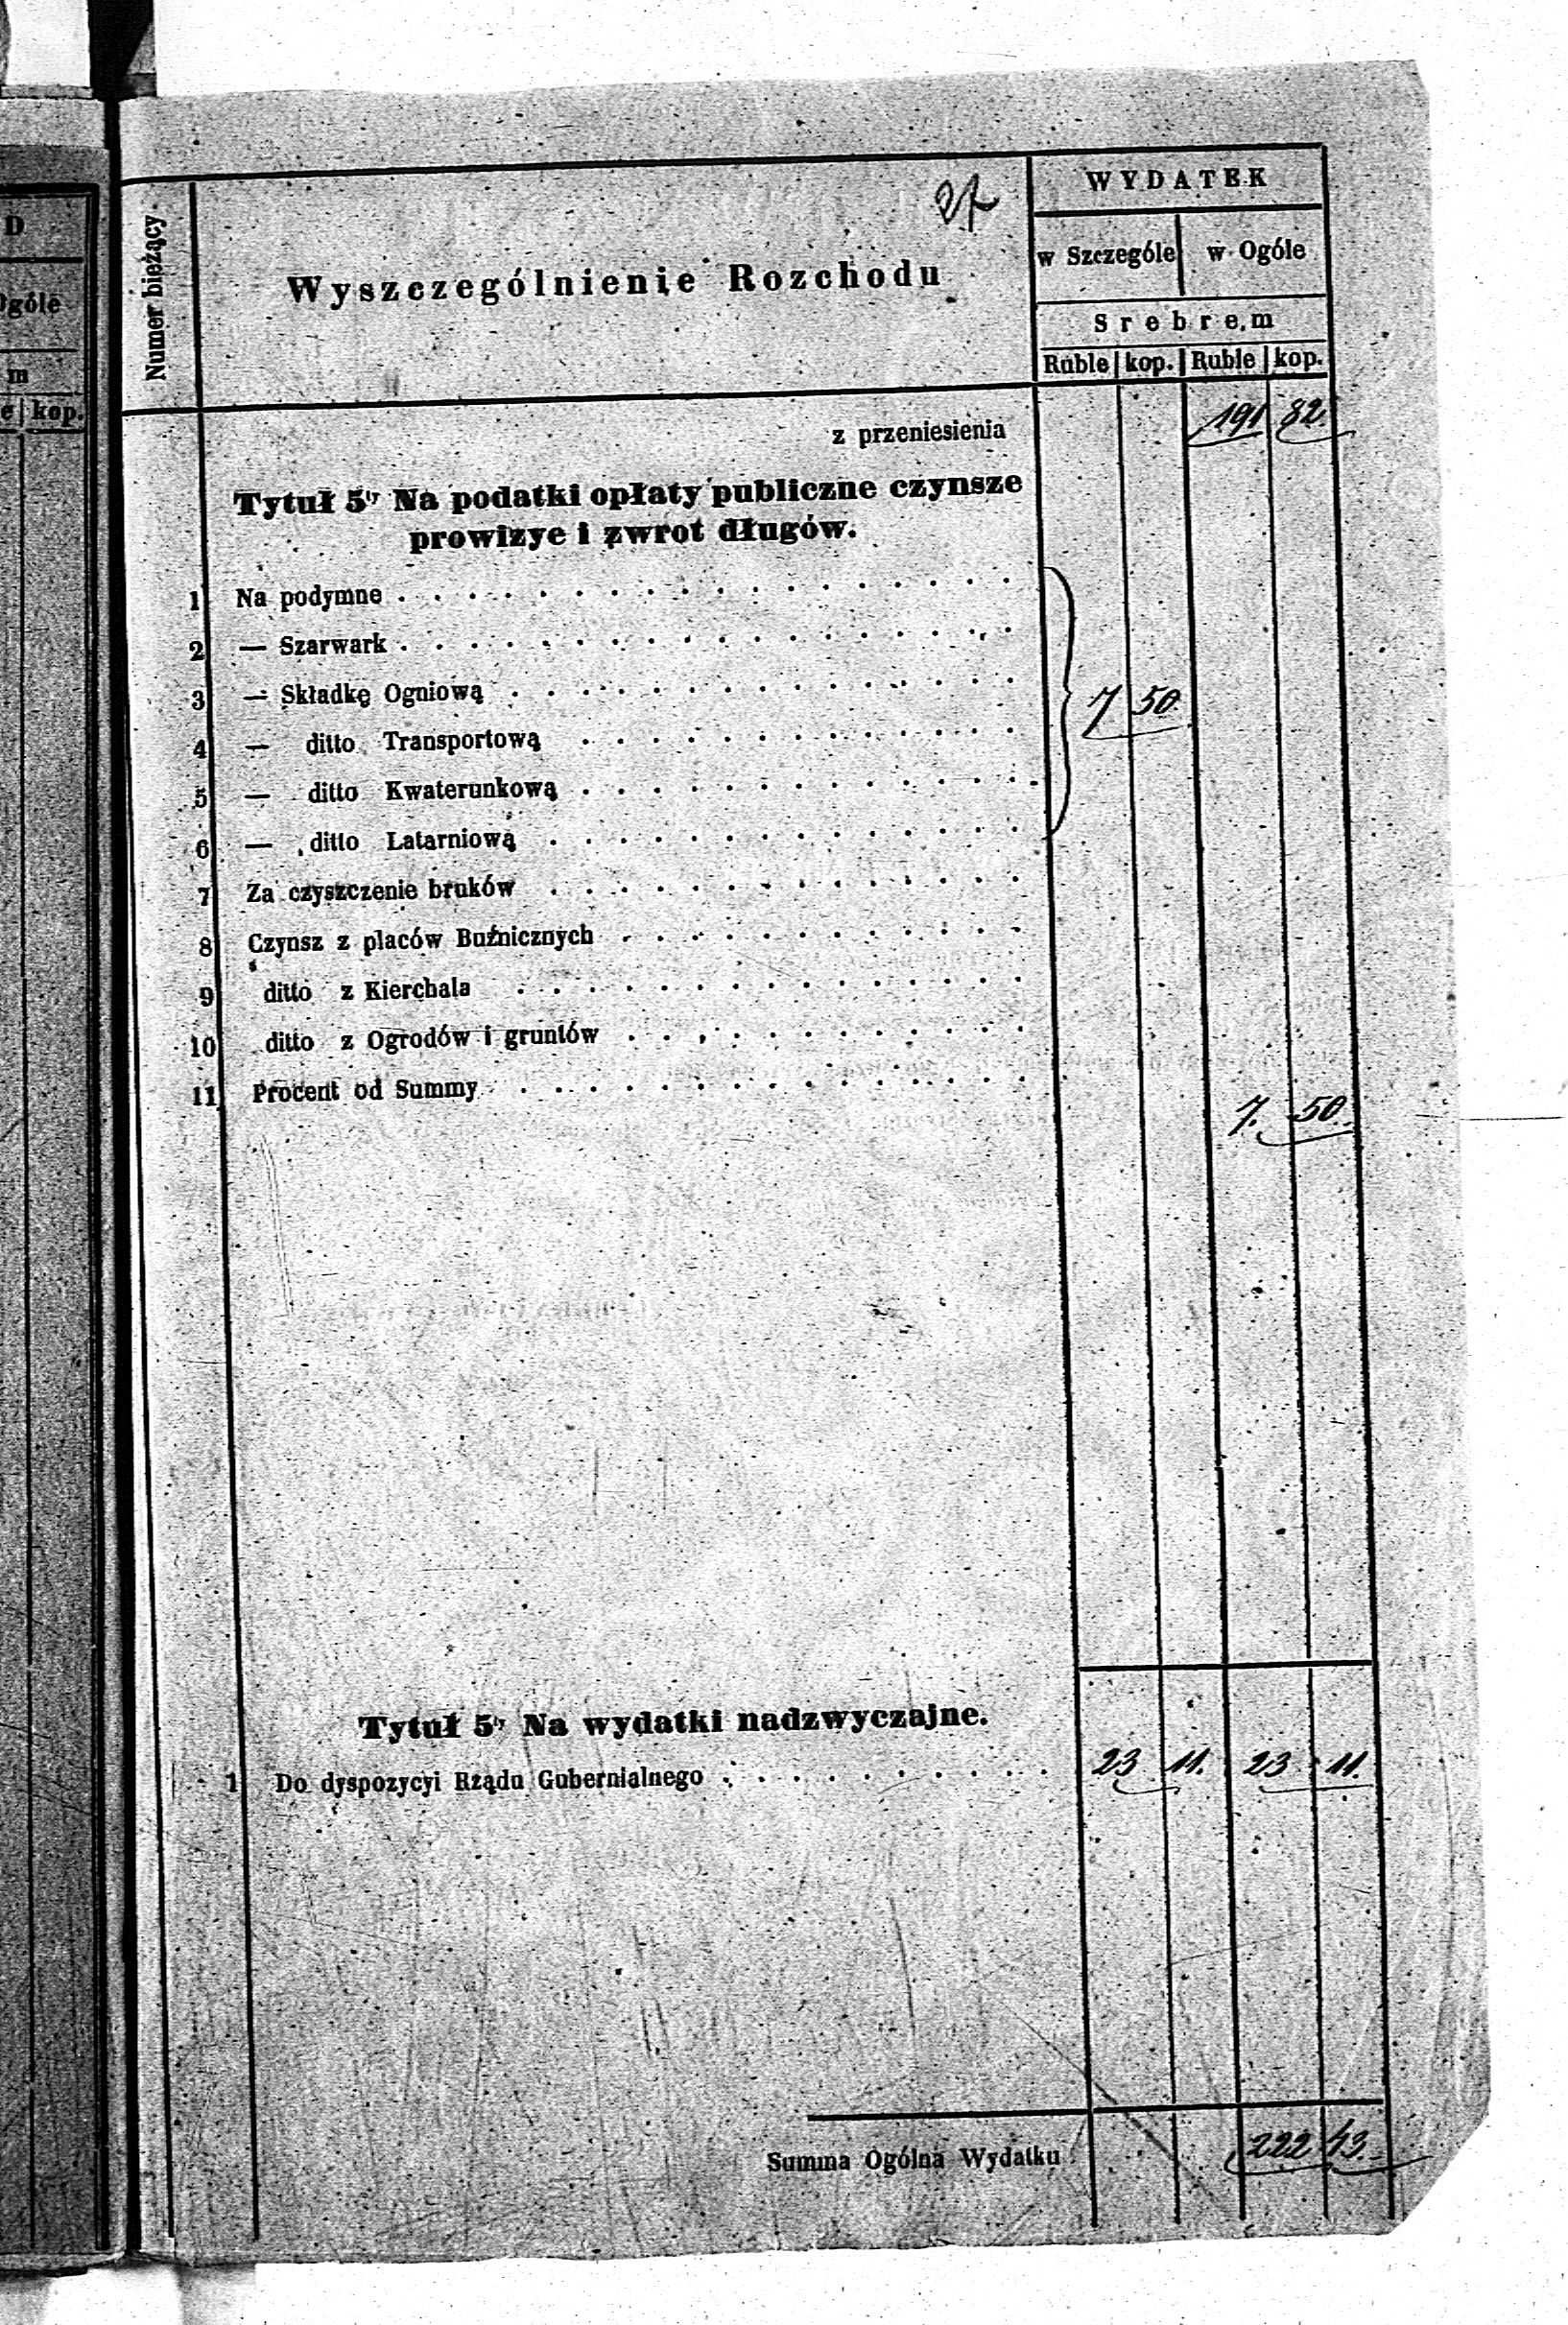 D
Ogóle
m
e kop.
27
WYDATEK
Numer bieżący
Wyszczególnienie Rozchodu
w Szczególe w Ogóle
Srebrem
Ruble kop. Ruble kop.
z przeniesienia 191 82.
Tytuł 5ty Na podatki opłaty publiczne czynsze
prowizye i zwrot długów.
1 Na podymne
2 — Szarwark
3 — Składkę Ogniową 7 50
4 — ditto Transportową
5 — ditto Kwaterunkową
6 — ditto Latarniową
7 Za czyszczenie bruków
8 Czynsz z placów Bużnicznych
9 ditto z Kierchala
10 ditto z Ogrodów i gruntów
11 Procent od Summy
7. 50.
Tytuł 5ty Na wydatki nadzwyczajne.
1 Do dyspozycyi Rządu Gubernialnego 23 11. 23 11.
Summa Ogólna Wydatku 222 43.